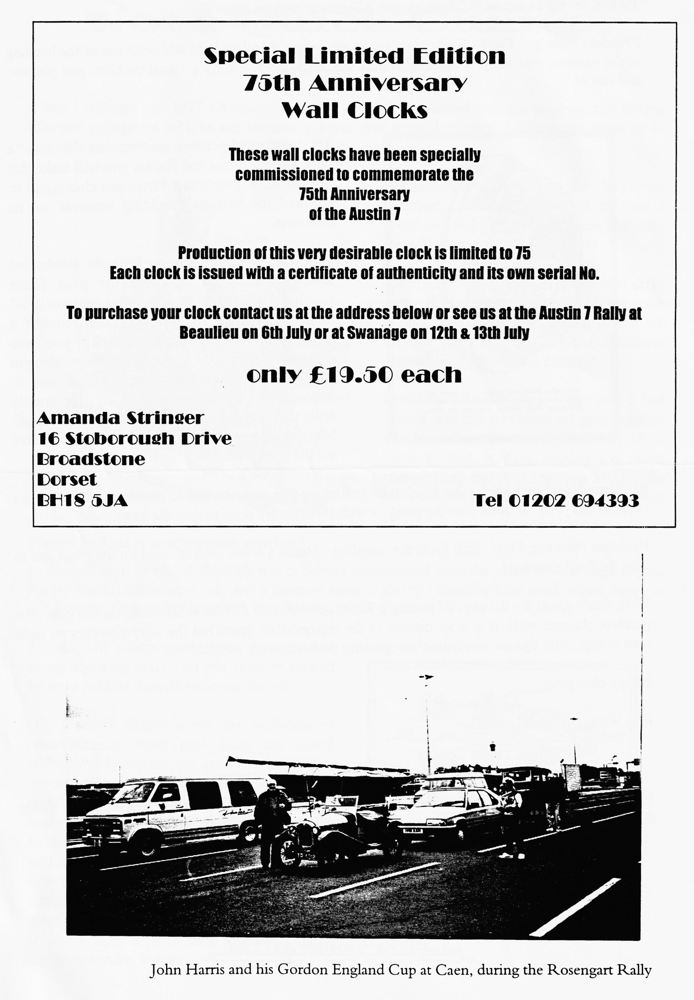 Special Limited Edition
75th Anniversary
Wall Clocks
These wall clocks have been specially
commissioned to commemorate the
75th Anniversary
of the Austin 7
Production of this very desirable clock is limited to 75
Each clock is issued with a certificate of authenticity and its own serial No.
To purchase your clock contact us at the address below or see us at the Austin 7 Rally at
Beaulieu on 6th July or at Swanage on 12th & 13th July
only £19.50 each
Amanda Stringer
16 Stoborough Drive
Broadstone
Dorset
BH18 5JA
Tel 01202 694393
John Harris and his Gordon England Cup at Caen, during the Rosengart Rally